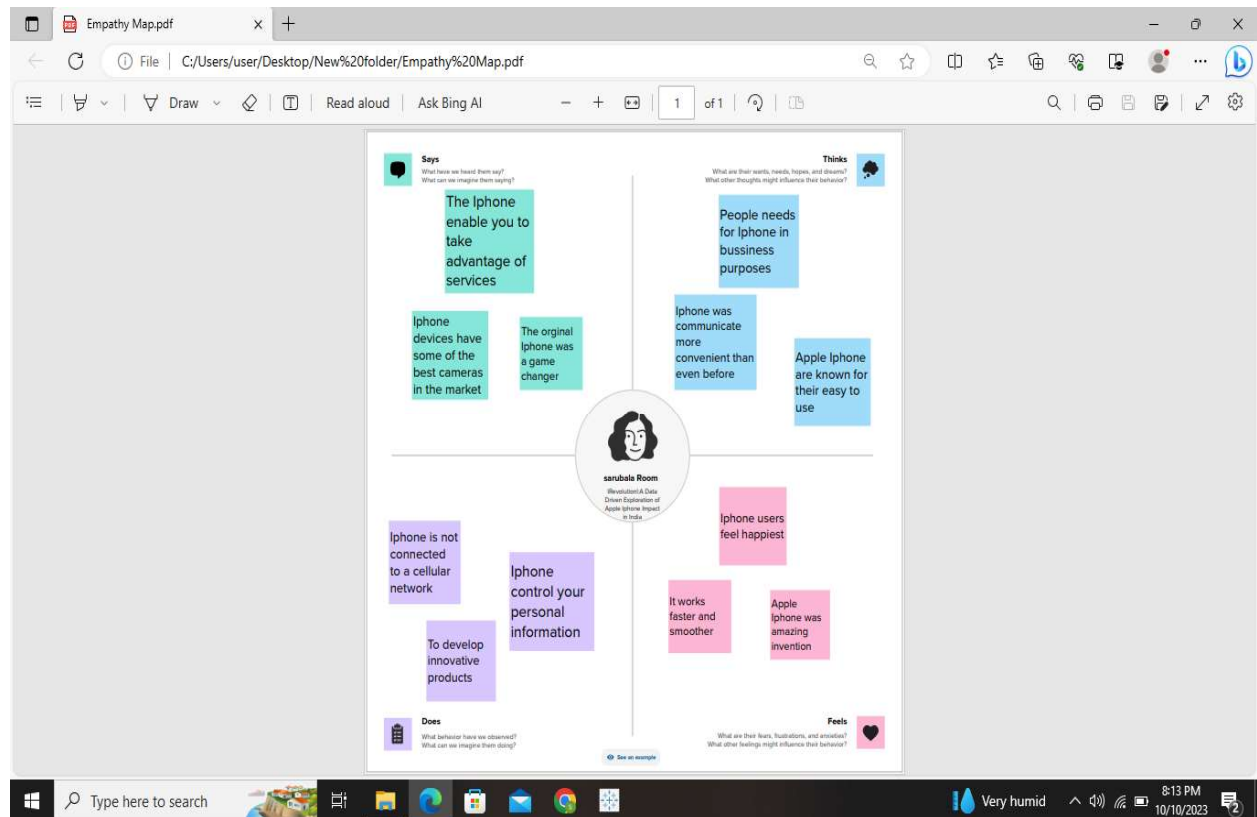 Empathy Map.pdf
File
C:/Users/user/Desktop/New%20folder/Empathy%20Map.pdf
Draw
Read aloud
Ask Bing AI
1
of 1
Says
What have we heard them say?
What can we imagine them saying?
The Iphone
enable you to
take
advantage of
services
Iphone
devices have
some of the
best cameras
in the market
The orginal
Iphone was
a game
changer
Thinks
What are their wants, needs, hopes, and dreams?
What other thoughts might influence their behavior?
People needs
for Iphone in
bussiness
purposes
Iphone was
communicate
more
convenient than
even before
Apple Iphone
are known for
their easy to
use
sarubala Room
iRevolution:A Data
Driven Exploration of
Apple Iphone Impact
in India
Iphone is not
connected
to a cellular
network
Iphone
control your
personal
information
To develop
innovative
products
Does
What behavior have we observed?
What can we imagine them doing?
Iphone users
feel happiest
It works
faster and
smoother
Apple
Iphone was
amazing
invention
Feels
What are their fears, frustrations, and anxieties?
What other feelings might influence their behavior?
See an example
Type here to search
Very humid
8:13 PM
10/10/2023
2